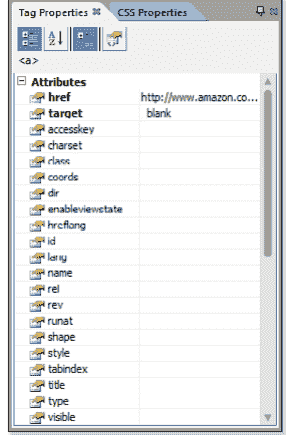 Tag Properties CSS Properties
<a>
Attributes
href http://www.amazon.co...
target _blank
accesskey
charset
class
coords
dir
enableviewstate
hreflang
id
lang
name
rel
rev
runat
shape
style
tabindex
title
type
visible